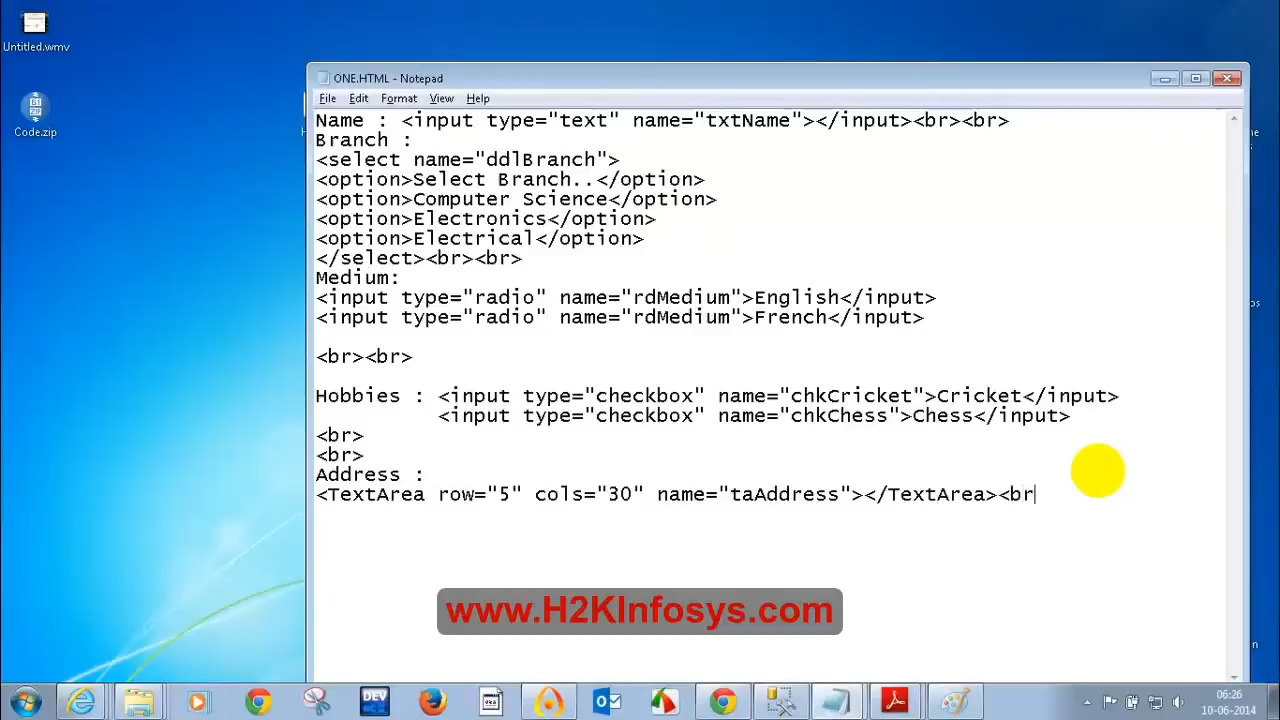 Untitled.wmv
Code.zip
ONE.HTML - Notepad
File Edit Format View Help
Name : <input type="text" name="txtName"></input><br><br>
Branch :
<select name="ddlBranch">
<option>Select Branch..</option>
<option>Computer Science</option>
<option>Electronics</option>
<option>Electrical</option>
</select><br><br>
Medium:
<input type="radio" name="rdMedium">English</input>
<input type="radio" name="rdMedium">French</input>
<br><br>
Hobbies : <input type="checkbox" name="chkCricket">Cricket</input>
<input type="checkbox" name="chkChess">Chess</input>
<br>
<br>
Address :
<TextArea row="5" cols="30" name="taAddress"></TextArea><br
www.H2KInfosys.com
DEV
06:26
10-06-2014